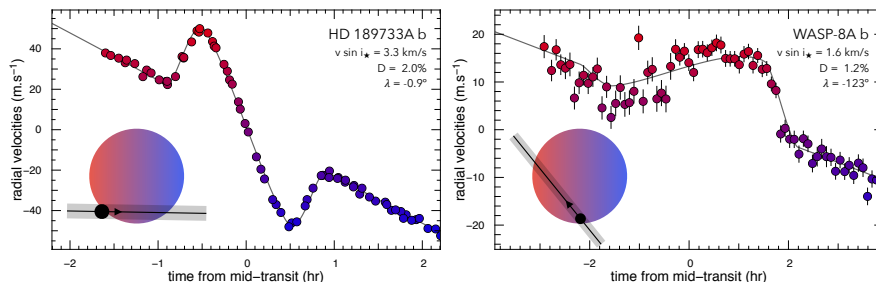 HD 189733A b
v sin i⋆ = 3.3 km/s
D = 2.0%
λ = -0.9°
40
20
0
−20
−40
radial velocities (m.s⁻¹)
−2
−1
0
1
2
time from mid−transit (hr)
WASP-8A b
v sin i⋆ = 1.6 km/s
D = 1.2%
λ = -123°
20
10
0
−10
−20
radial velocities (m.s⁻¹)
−2
0
2
time from mid−transit (hr)